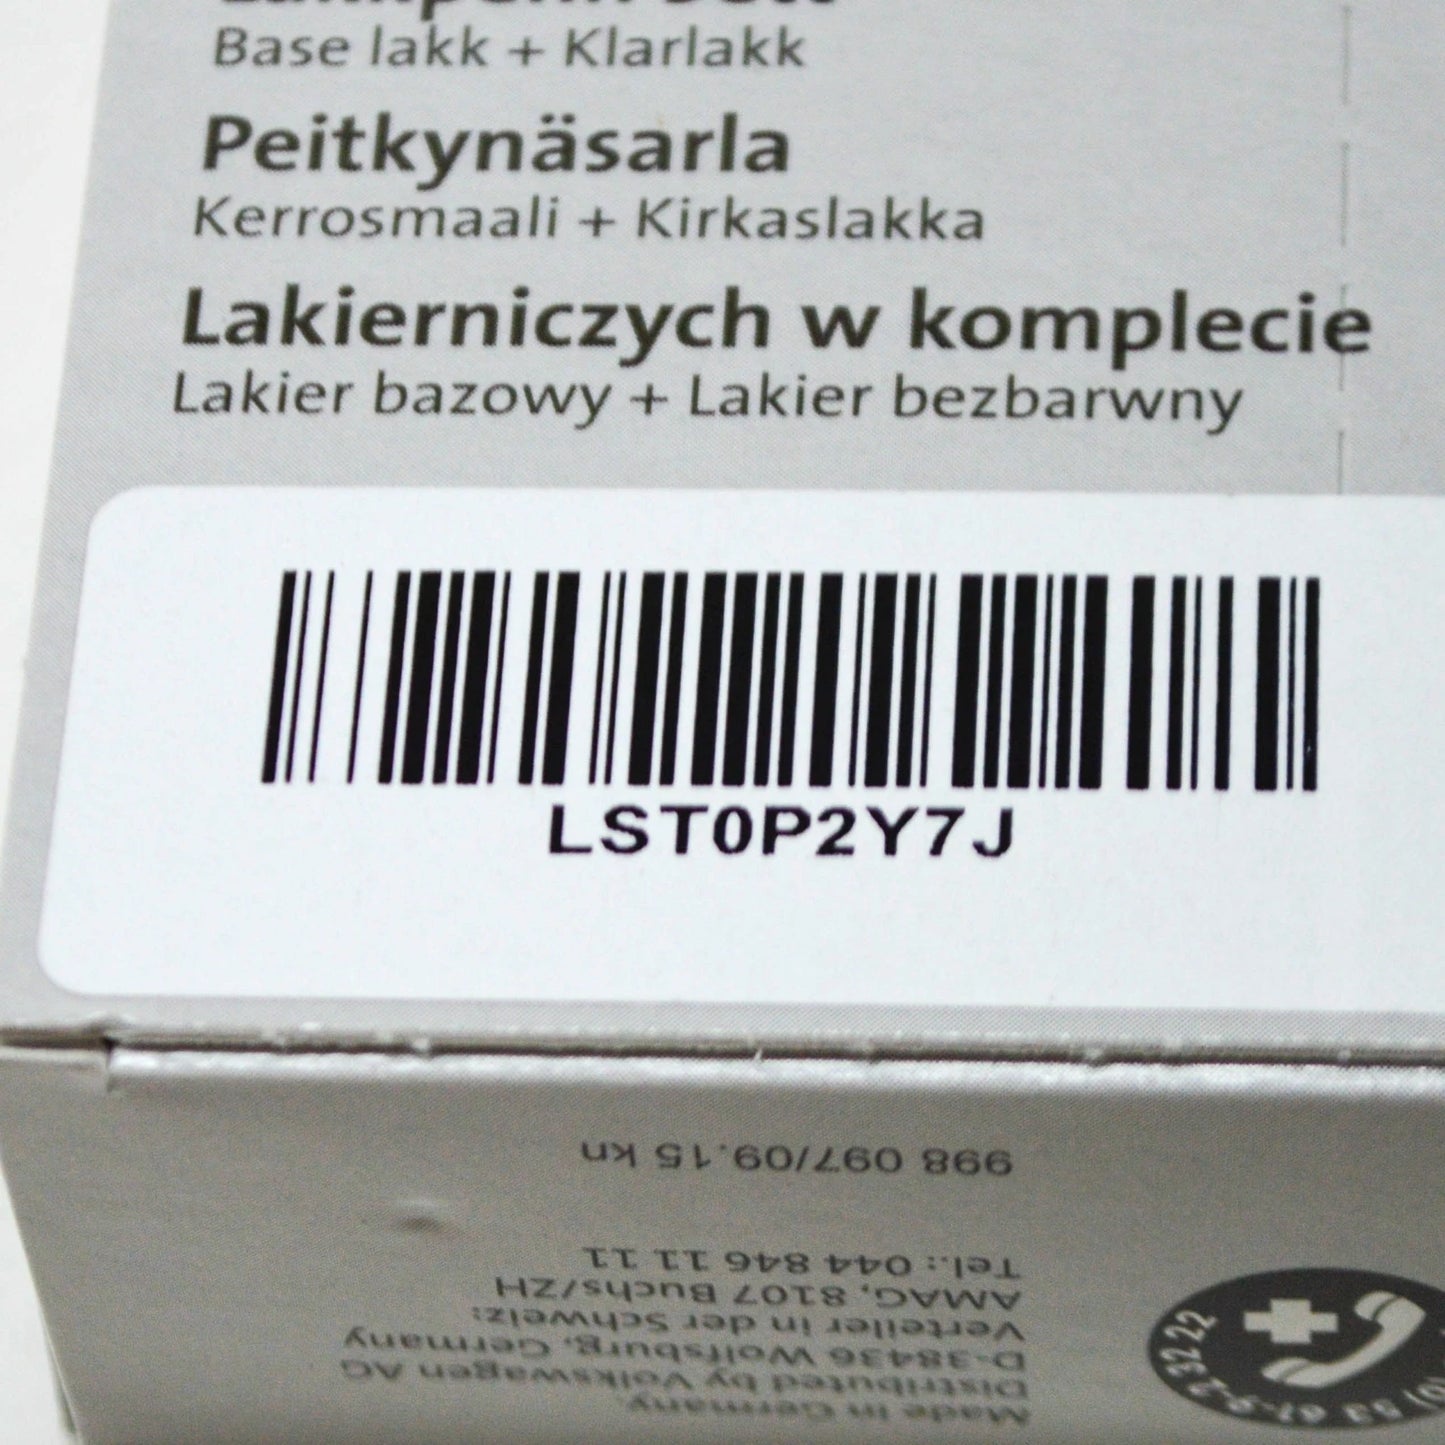 Base lakk + Klarlakk
Peitkynäsarla
Kerrosmaali + Kirkaslakka
Lakierniczych w komplecie
Lakier bazowy + Lakier bezbarwny
LST0P2Y7J
998 097/09.15 kn
Tel.: 044 846 11 11
AMAG, 8107 Buchs/ZH
Verteiler in der Schweiz:
D-38436 Wolfsburg, Germany
Distributed by Volkswagen AG
Made in Germany.